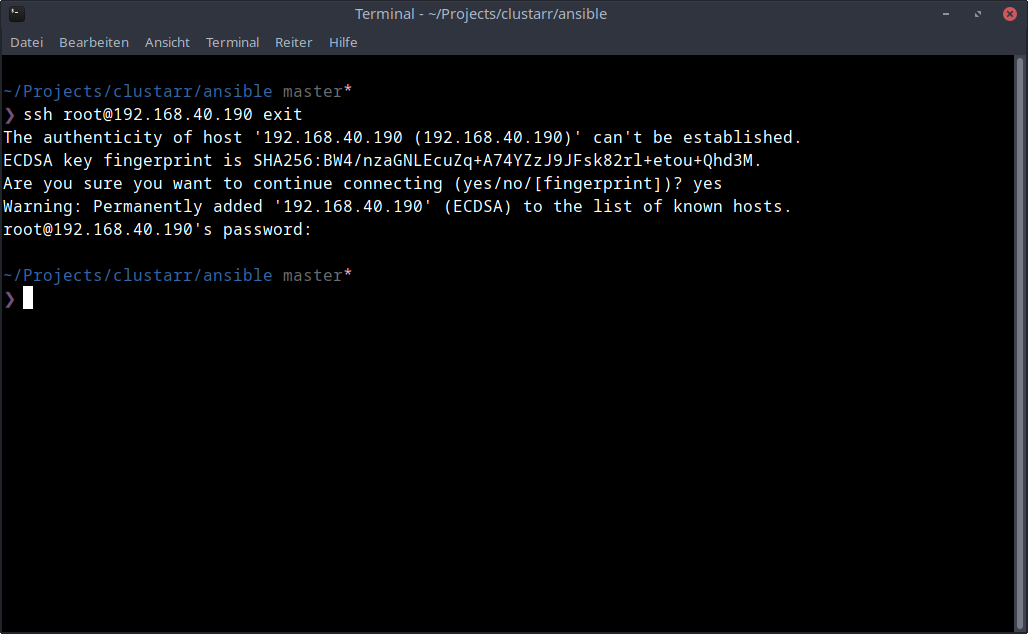 Terminal - ~/Projects/clustarr/ansible
Datei Bearbeiten Ansicht Terminal Reiter Hilfe
~/Projects/clustarr/ansible master*
❯ ssh root@192.168.40.190 exit
The authenticity of host '192.168.40.190 (192.168.40.190)' can't be established.
ECDSA key fingerprint is SHA256:BW4/nzaGNLEcuZq+A74YZzJ9JFsk82rl+etou+Qhd3M.
Are you sure you want to continue connecting (yes/no/[fingerprint])? yes
Warning: Permanently added '192.168.40.190' (ECDSA) to the list of known hosts.
root@192.168.40.190's password:
~/Projects/clustarr/ansible master*
❯